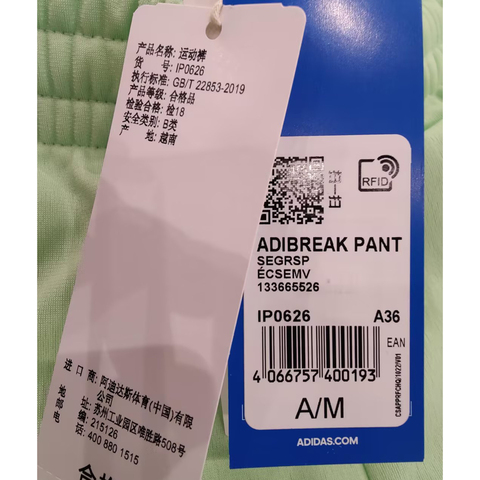 产品名称: 运动裤
货 号: IP0626
执行标准: GB/T 22853-2019
产品等级: 合格品
检验合格: 检18
安全类别: B类
产 地: 越南
进 口 商: 阿迪达斯体育(中国)有限公司
地 址: 苏州工业园区唯胜路508号
邮 编: 215126
电 话: 400 880 1515
RFID
ADIBREAK PANT
SEGRSP
ÉCSEMV
133665526
IP0626 A36
EAN
4 066757 400193
A/M
ADIDAS.COM